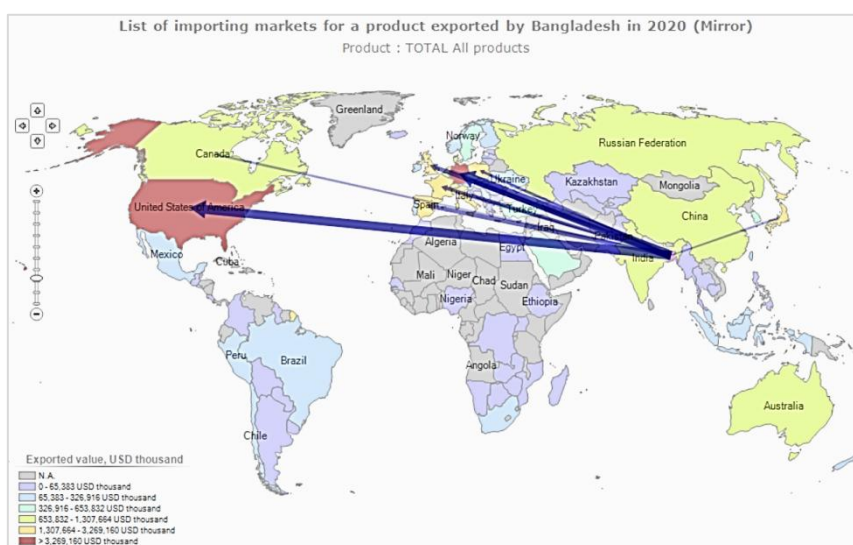 List of importing markets for a product exported by Bangladesh in 2020 (Mirror)
Product : TOTAL All products
Greenland
Norway
Russian Federation
Canada
Ukraine
Kazakhstan
Mongolia
Italy
United States of America
Spain
Turkey
China
Iraq
Mexico
Cuba
Algeria
Egypt
India
Mali
Niger
Chad
Sudan
Nigeria
Ethiopia
Peru
Brazil
Angola
Australia
Chile
Exported value, USD thousand
N.A.
0 - 65,383 USD thousand
65,383 - 326,916 USD thousand
326,916 - 653,832 USD thousand
653,832 - 1,307,664 USD thousand
1,307,664 - 3,269,160 USD thousand
> 3,269,160 USD thousand